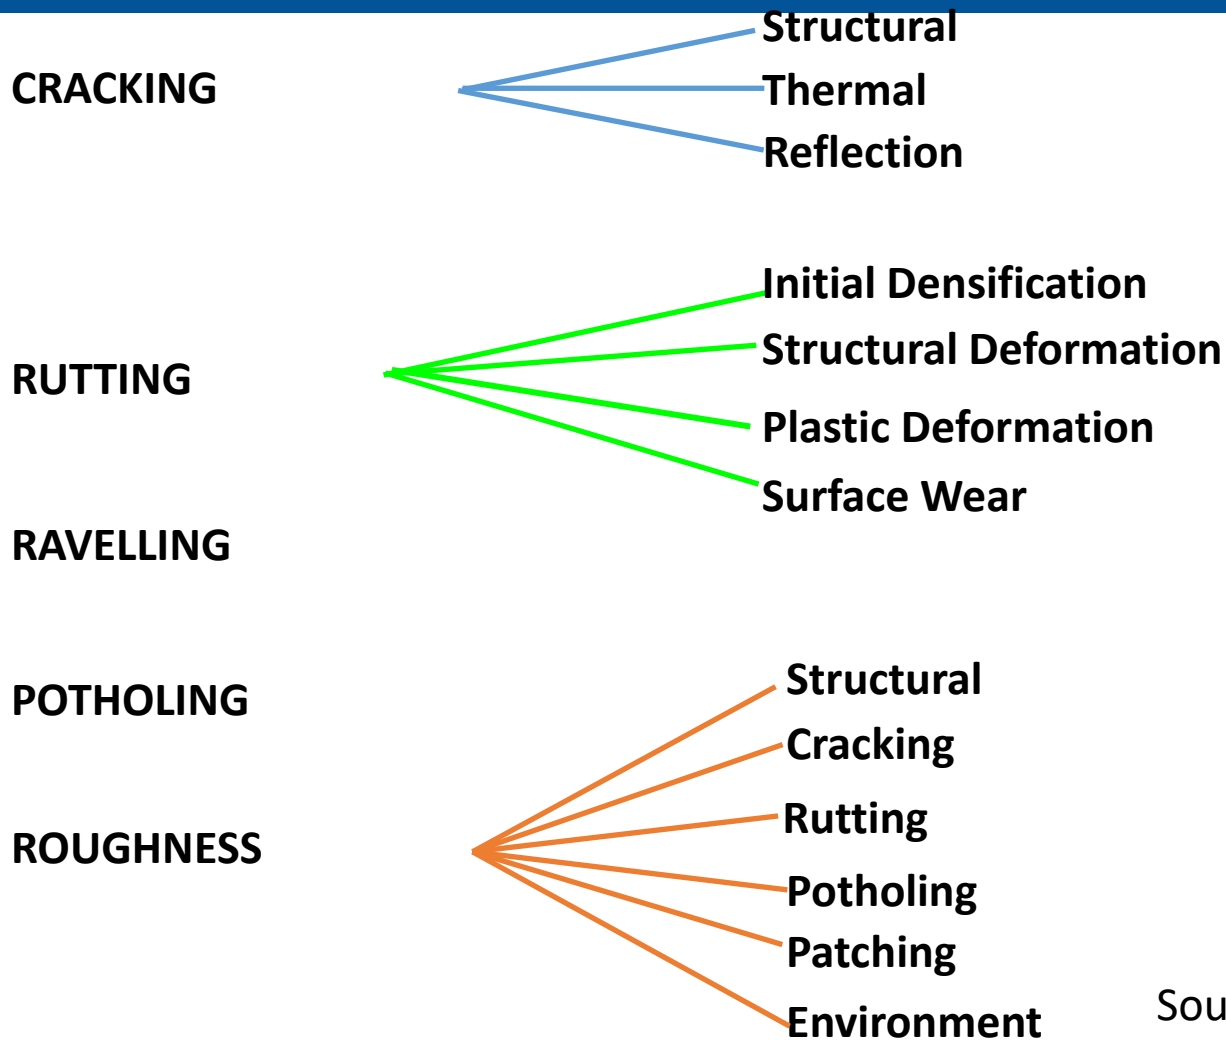 CRACKING
Structural
Thermal
Reflection
RUTTING
Initial Densification
Structural Deformation
Plastic Deformation
Surface Wear
RAVELLING
POTHOLING
ROUGHNESS
Structural
Cracking
Rutting
Potholing
Patching
Environment
Sou